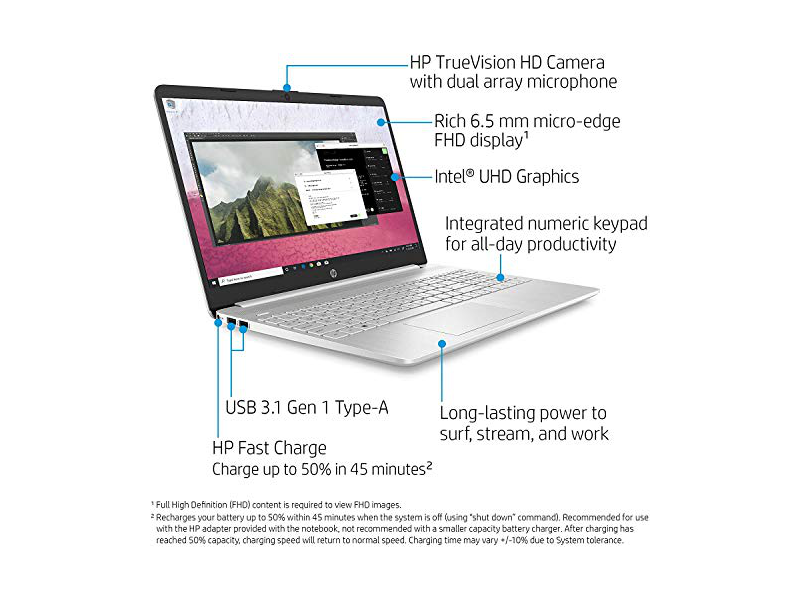 HP TrueVision HD Camera
with dual array microphone
Rich 6.5 mm micro-edge
FHD display¹
Intel® UHD Graphics
Integrated numeric keypad
for all-day productivity
USB 3.1 Gen 1 Type-A
Long-lasting power to
surf, stream, and work
HP Fast Charge
Charge up to 50% in 45 minutes²
¹ Full High Definition (FHD) content is required to view FHD images.
² Recharges your battery up to 50% within 45 minutes when the system is off (using "shut down" command). Recommended for use
with the HP adapter provided with the notebook, not recommended with a smaller capacity battery charger. After charging has
reached 50% capacity, charging speed will return to normal speed. Charging time may vary +/-10% due to System tolerance.